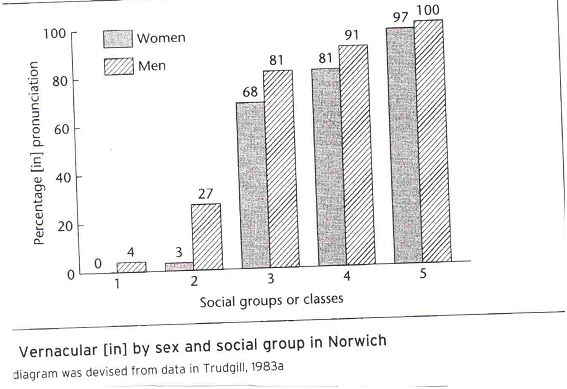 100
80
60
40
20
0
Percentage [in] pronunciation
Women
Men
0 4 3 27 68 81 81 91 97 100
1 2 3 4 5
Social groups or classes
Vernacular [in] by sex and social group in Norwich
diagram was devised from data in Trudgill, 1983a